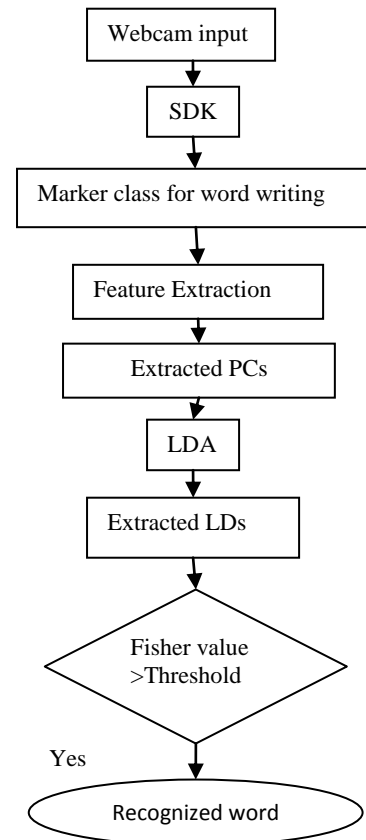 Webcam input
SDK
Marker class for word writing
Feature Extraction
Extracted PCs
LDA
Extracted LDs
Fisher value
>Threshold
Yes
Recognized word